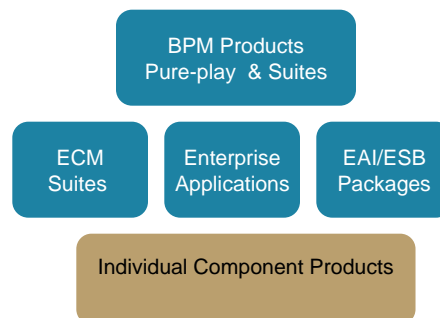 BPM Products
Pure-play & Suites
ECM
Suites
Enterprise
Applications
EAI/ESB
Packages
Individual Component Products